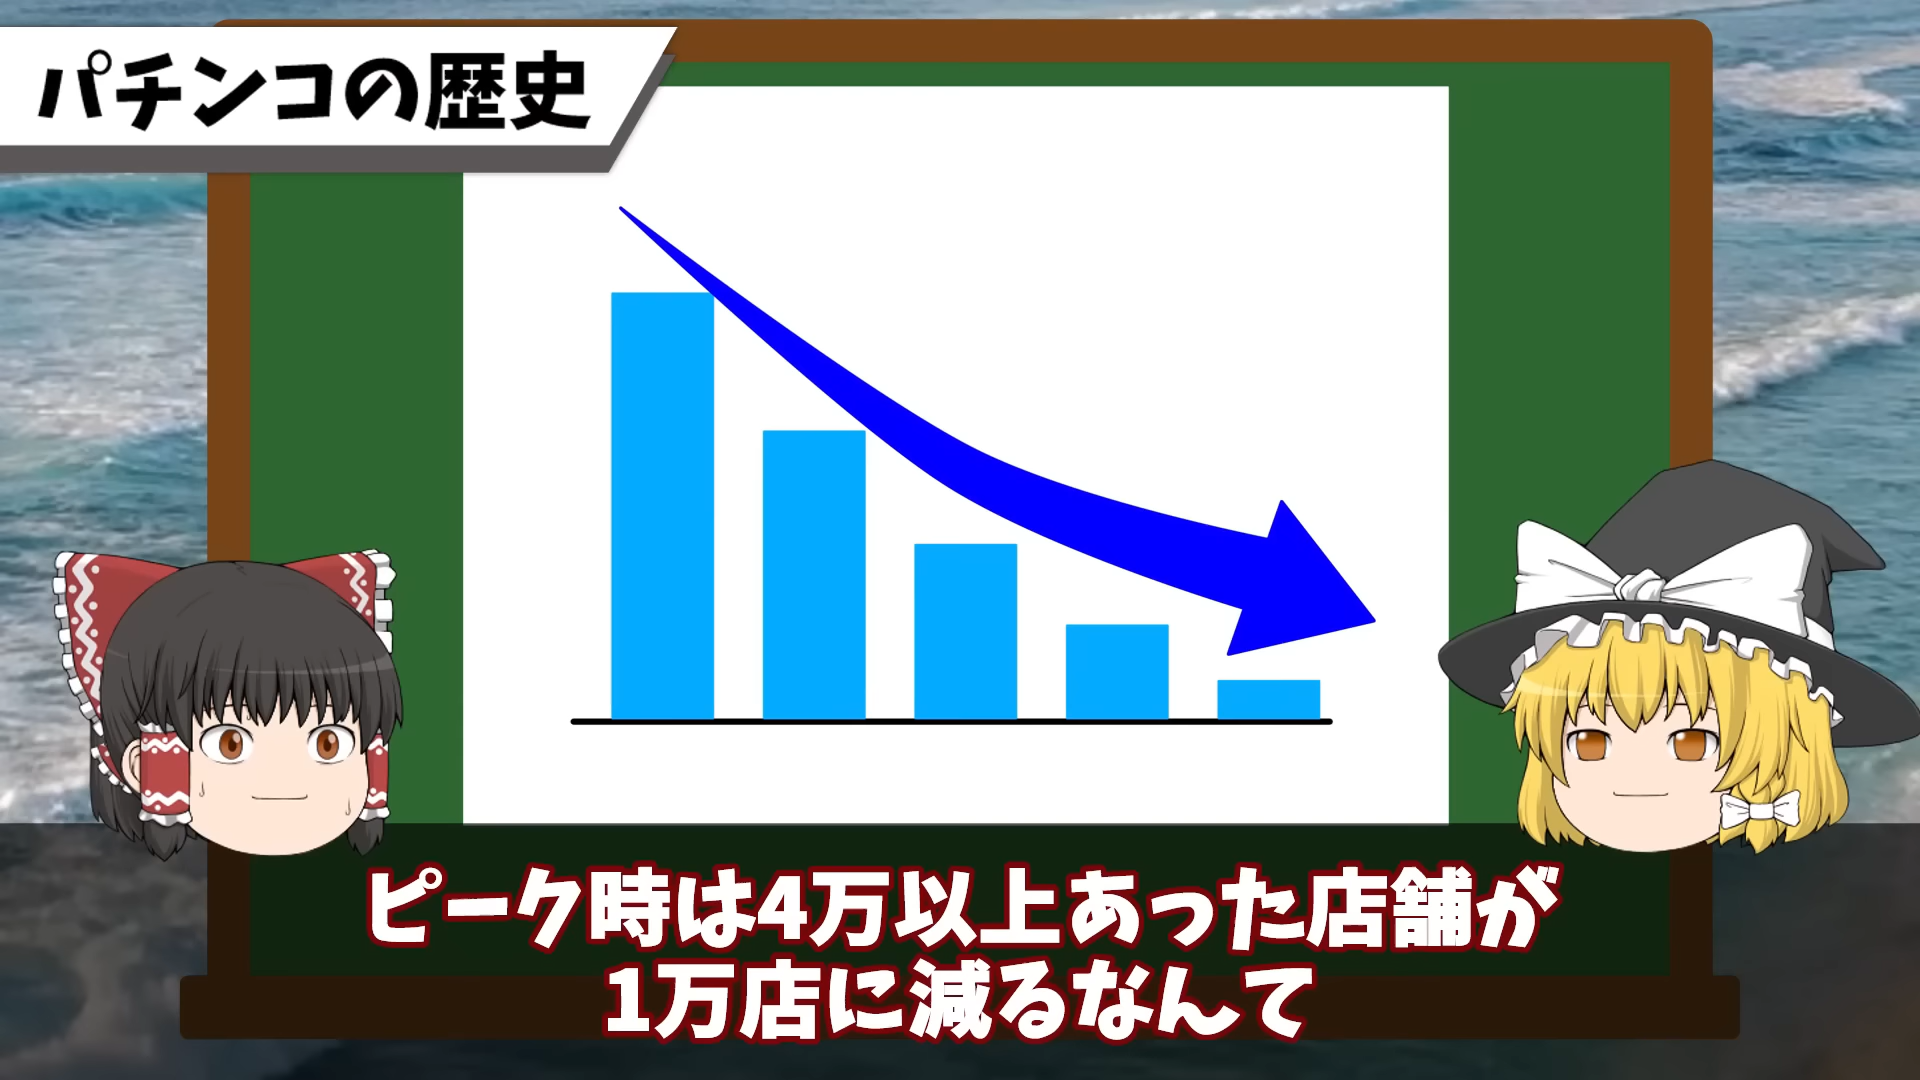 パチンコの歴史
ピーク時は4万以上あった店舗が
1万店に減るなんて